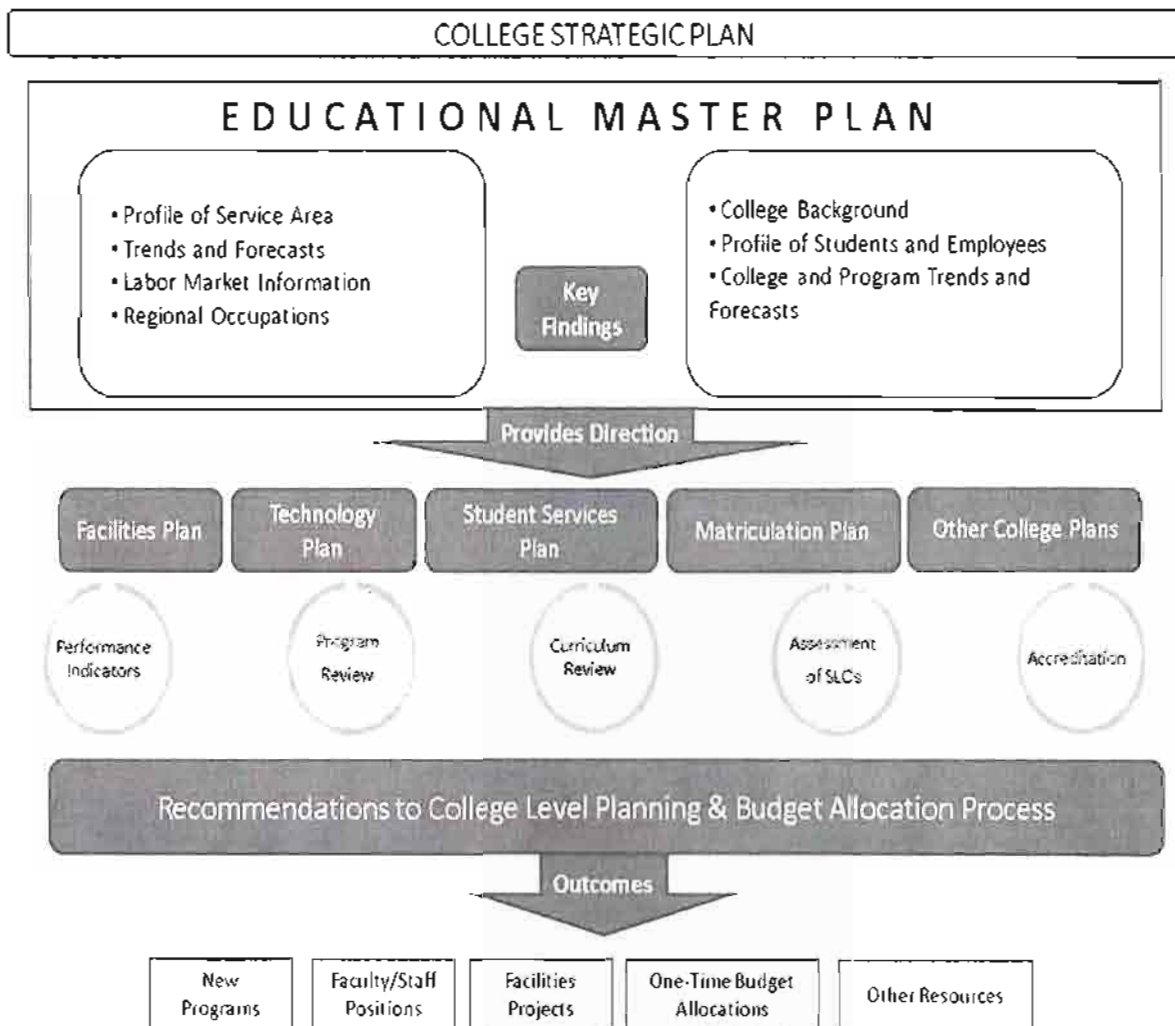 COLLEGE STRATEGIC PLAN
EDUCATIONAL MASTER PLAN
• Profile of Service Area
• Trends and Forecasts
• Labor Market Information
• Regional Occupations
Key
Findings
• College Background
• Profile of Students and Employees
• College and Program Trends and
Forecasts
Provides Direction
Facilities Plan
Technology
Plan
Student Services
Plan
Matriculation Plan
Other College Plans
Performance
Indicators
Program
Review
Curriculum
Review
Assessment
of SLCs
Accreditation
Recommendations to College Level Planning & Budget Allocation Process
Outcomes
New
Programs
Faculty/Staff
Positions
Facilities
Projects
One-Time Budget
Allocations
Other Resources